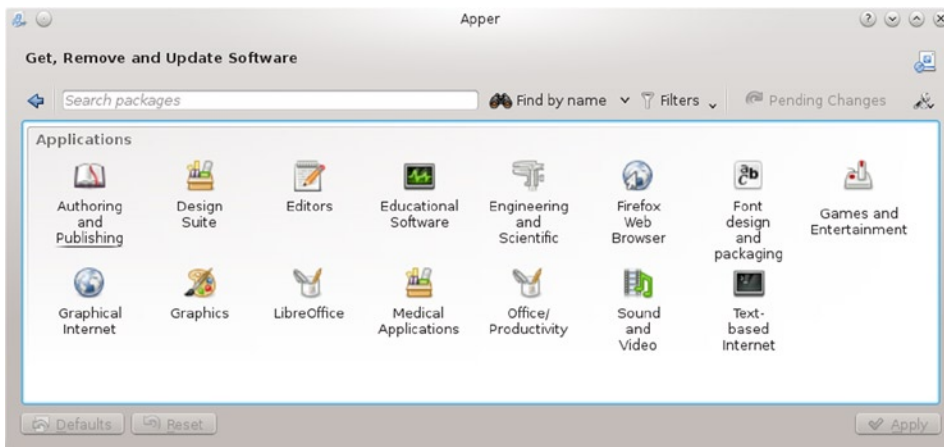 Apper
Get, Remove and Update Software
Search packages Find by name Filters Pending Changes
Applications
Authoring and Publishing
Design Suite
Editors
Educational Software
Engineering and Scientific
Firefox Web Browser
Font design and packaging
Games and Entertainment
Graphical Internet
Graphics
LibreOffice
Medical Applications
Office/ Productivity
Sound and Video
Text-based Internet
Defaults Reset Apply